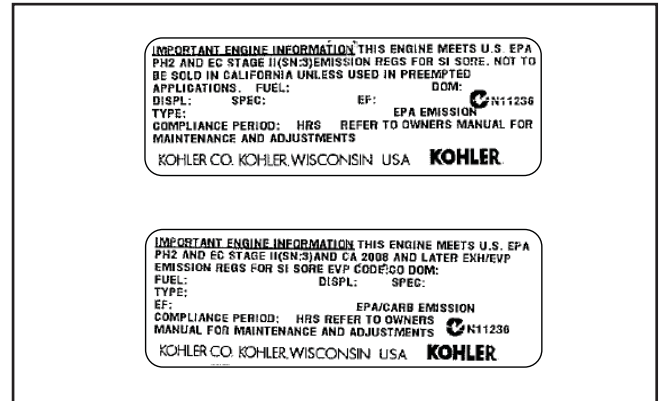 IMPORTANT ENGINE INFORMATION THIS ENGINE MEETS U.S. EPA
PH2 AND EC STAGE II(SN:3)EMISSION REGS FOR SI SORE. NOT TO
BE SOLD IN CALIFORNIA UNLESS USED IN PREEMPTED
APPLICATIONS. FUEL: DOM:
DISPL: SPEC: EF: N11236
TYPE: EPA EMISSION
COMPLIANCE PERIOD: HRS REFER TO OWNERS MANUAL FOR
MAINTENANCE AND ADJUSTMENTS
KOHLER CO. KOHLER, WISCONSIN USA KOHLER
IMPORTANT ENGINE INFORMATION THIS ENGINE MEETS U.S. EPA
PH2 AND EC STAGE II(SN:3)AND CA 2008 AND LATER EXH/EVP
EMISSION REGS FOR SI SORE EVP CODE:CO DOM:
FUEL: DISPL: SPEC:
TYPE:
EF: EPA/CARB EMISSION
COMPLIANCE PERIOD: HRS REFER TO OWNERS
MANUAL FOR MAINTENANCE AND ADJUSTMENTS N11236
KOHLER CO. KOHLER, WISCONSIN USA KOHLER